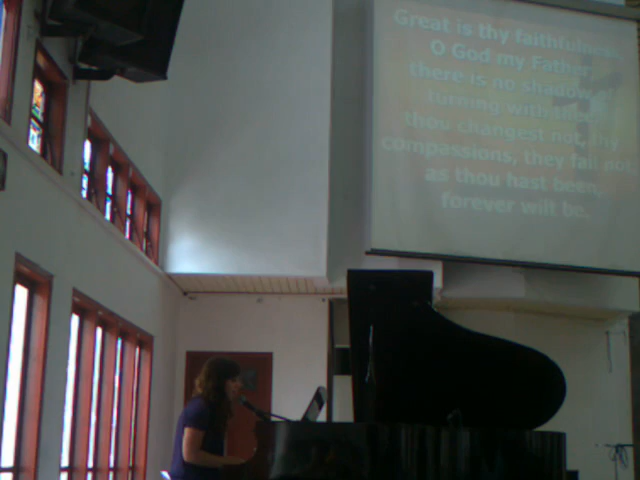 Great is thy faithfulness,
O God my Father,
there is no shadow of
turning with thee;
thou changest not, thy
compassions, they fail not
as thou hast been,
forever wilt be.